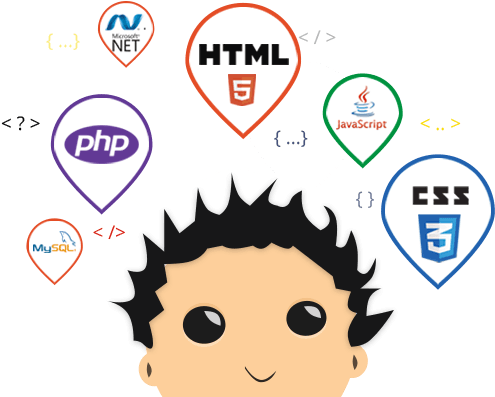 { ...}
Microsoft
.NET
HTML
5
< / >
JavaScript
< ? >
php
{ ...}
< .. >
{ }
CSS
3
MySQL
< />